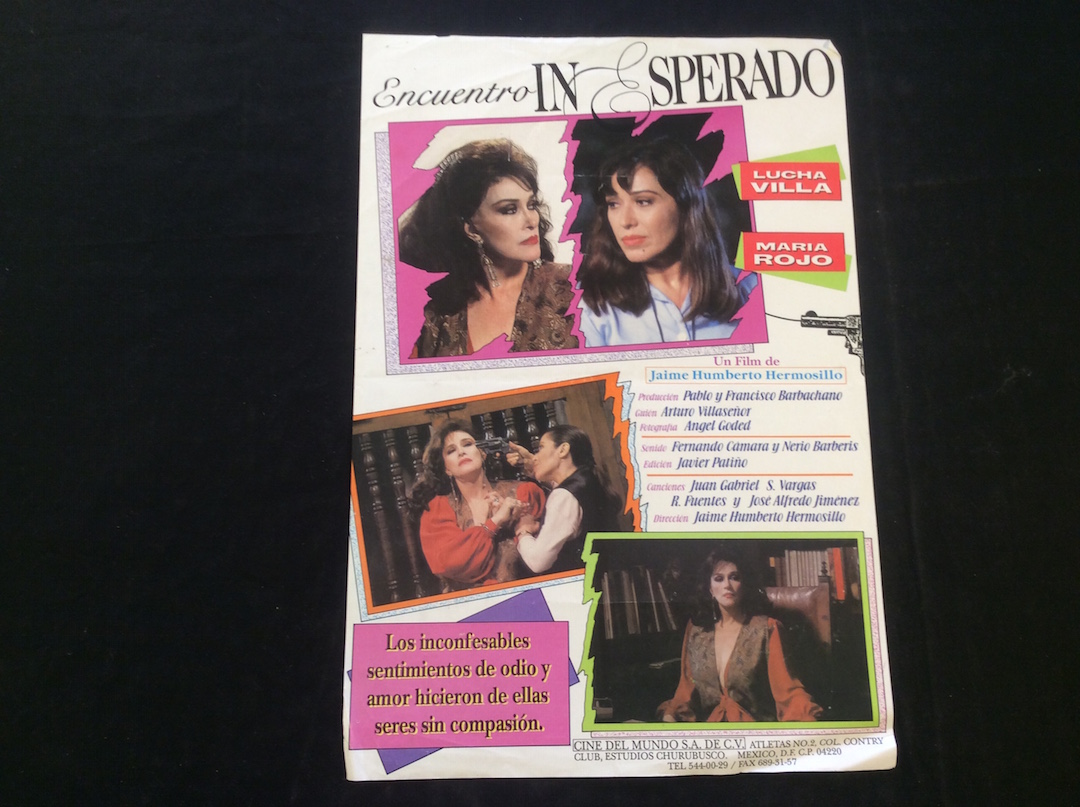 Encuentro INESPERADO
LUCHA
VILLA
MARIA
ROJO
Un Film de
Jaime Humberto Hermosillo
Producción Pablo y Francisco Barbachano
Guión Arturo Villaseñor
Fotografía Angel Goded
Sonido Fernando Cámara y Nerio Barberis
Edición Javier Patiño
Canciones Juan Gabriel S. Vargas
R. Fuentes y José Alfredo Jiménez
Dirección Jaime Humberto Hermosillo
Los inconfesables
sentimientos de odio y
amor hicieron de ellas
seres sin compasión.
CINE DEL MUNDO S.A. DE C.V. ATLETAS NO.2, COL. CONTRY
CLUB, ESTUDIOS CHURUBUSCO. MEXICO, D.F. C.P. 04220
TEL 544-00-29 / FAX 689-31-57